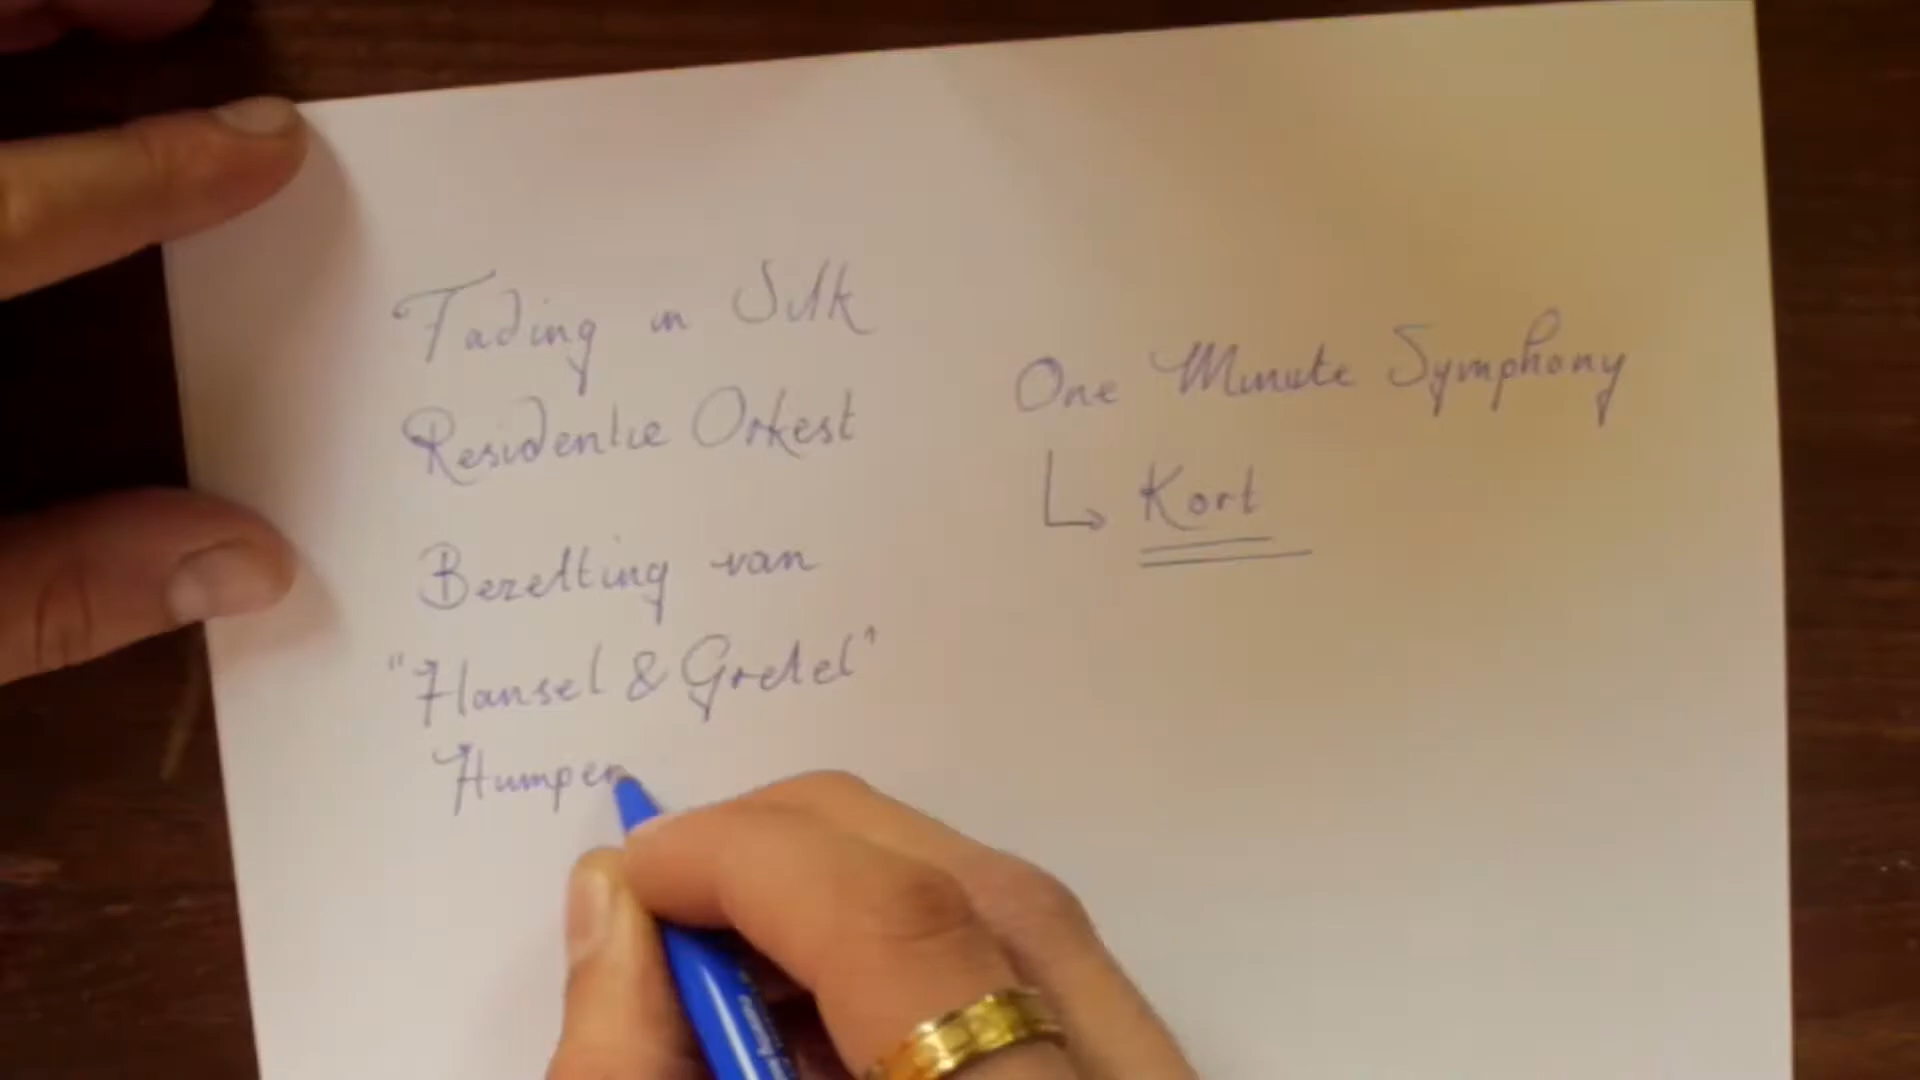 Fading in Silk
Residentie Orkest
Bezetting van
"Hansel & Gretel"
Humper
One Minute Symphony
↳ Kort